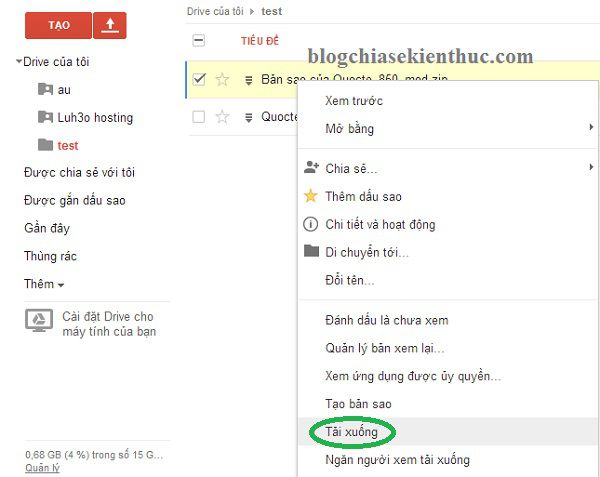 TẠO
Drive của tôi
au
Luh3o hosting
test
Được chia sẻ với tôi
Được gắn dấu sao
Gần đây
Thùng rác
Thêm
Cài đặt Drive cho
máy tính của bạn
0,68 GB (4 %) trong số 15 G...
Quản lý
Drive của tôi test
TIÊU ĐỀ
blogchiasekienthuc.com
Bản sao của Quocte_850_mod.zip
Quocte
Xem trước
Mở bằng
Chia sẻ...
Thêm dấu sao
Chi tiết và hoạt động
Di chuyển tới...
Đổi tên...
Đánh dấu là chưa xem
Quản lý bản xem lại...
Xem ứng dụng được ủy quyền...
Tạo bản sao
Tải xuống
Ngăn người xem tải xuống